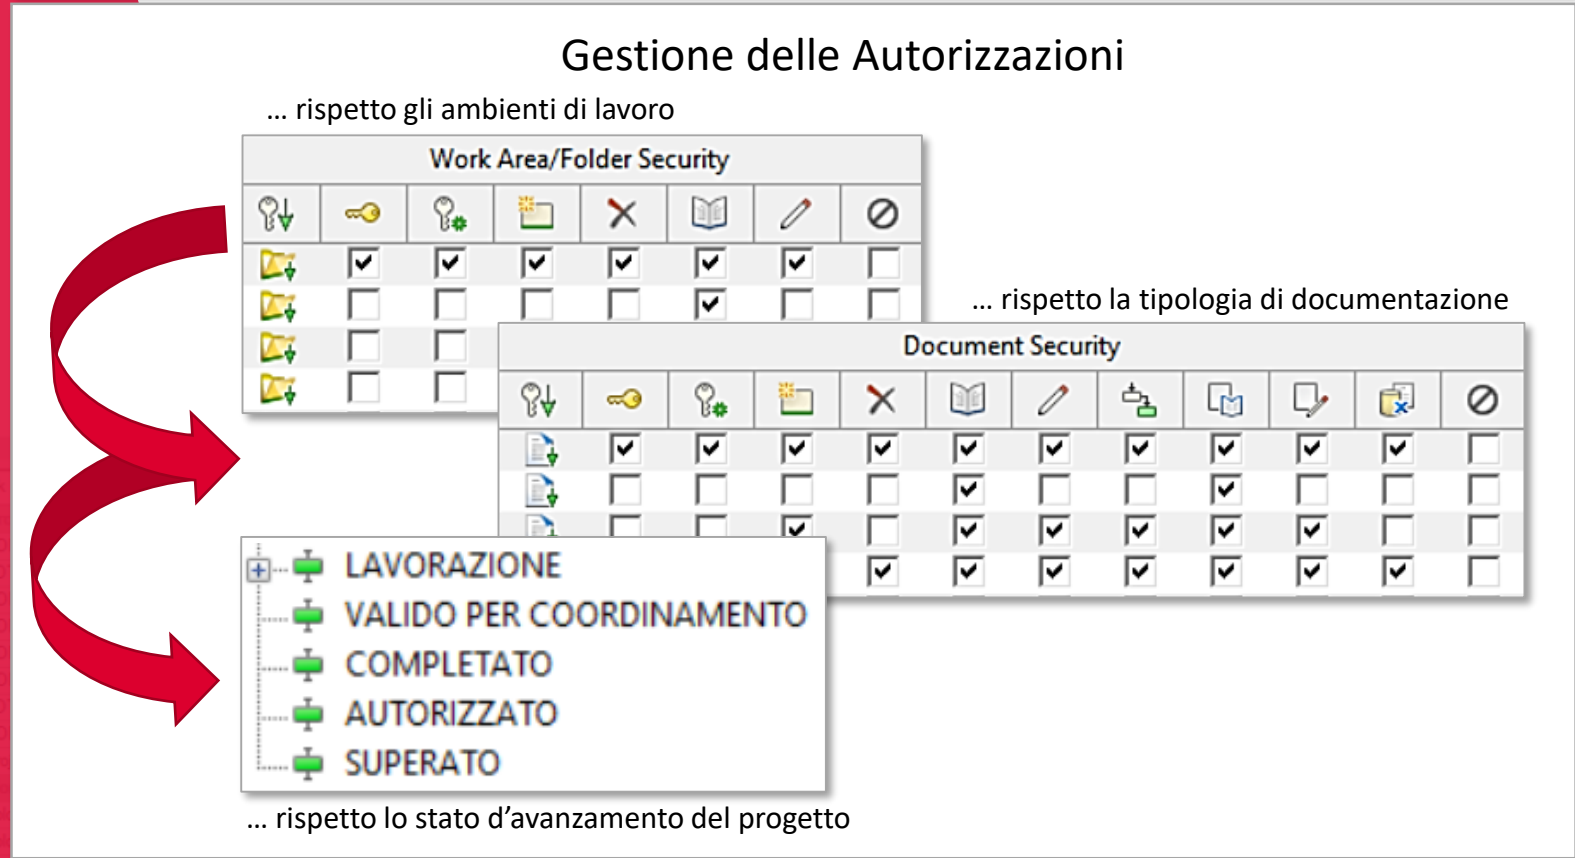 Gestione delle Autorizzazioni
... rispetto gli ambienti di lavoro
Work Area/Folder Security
... rispetto la tipologia di documentazione
Document Security
LAVORAZIONE
VALIDO PER COORDINAMENTO
COMPLETATO
AUTORIZZATO
SUPERATO
... rispetto lo stato d’avanzamento del progetto